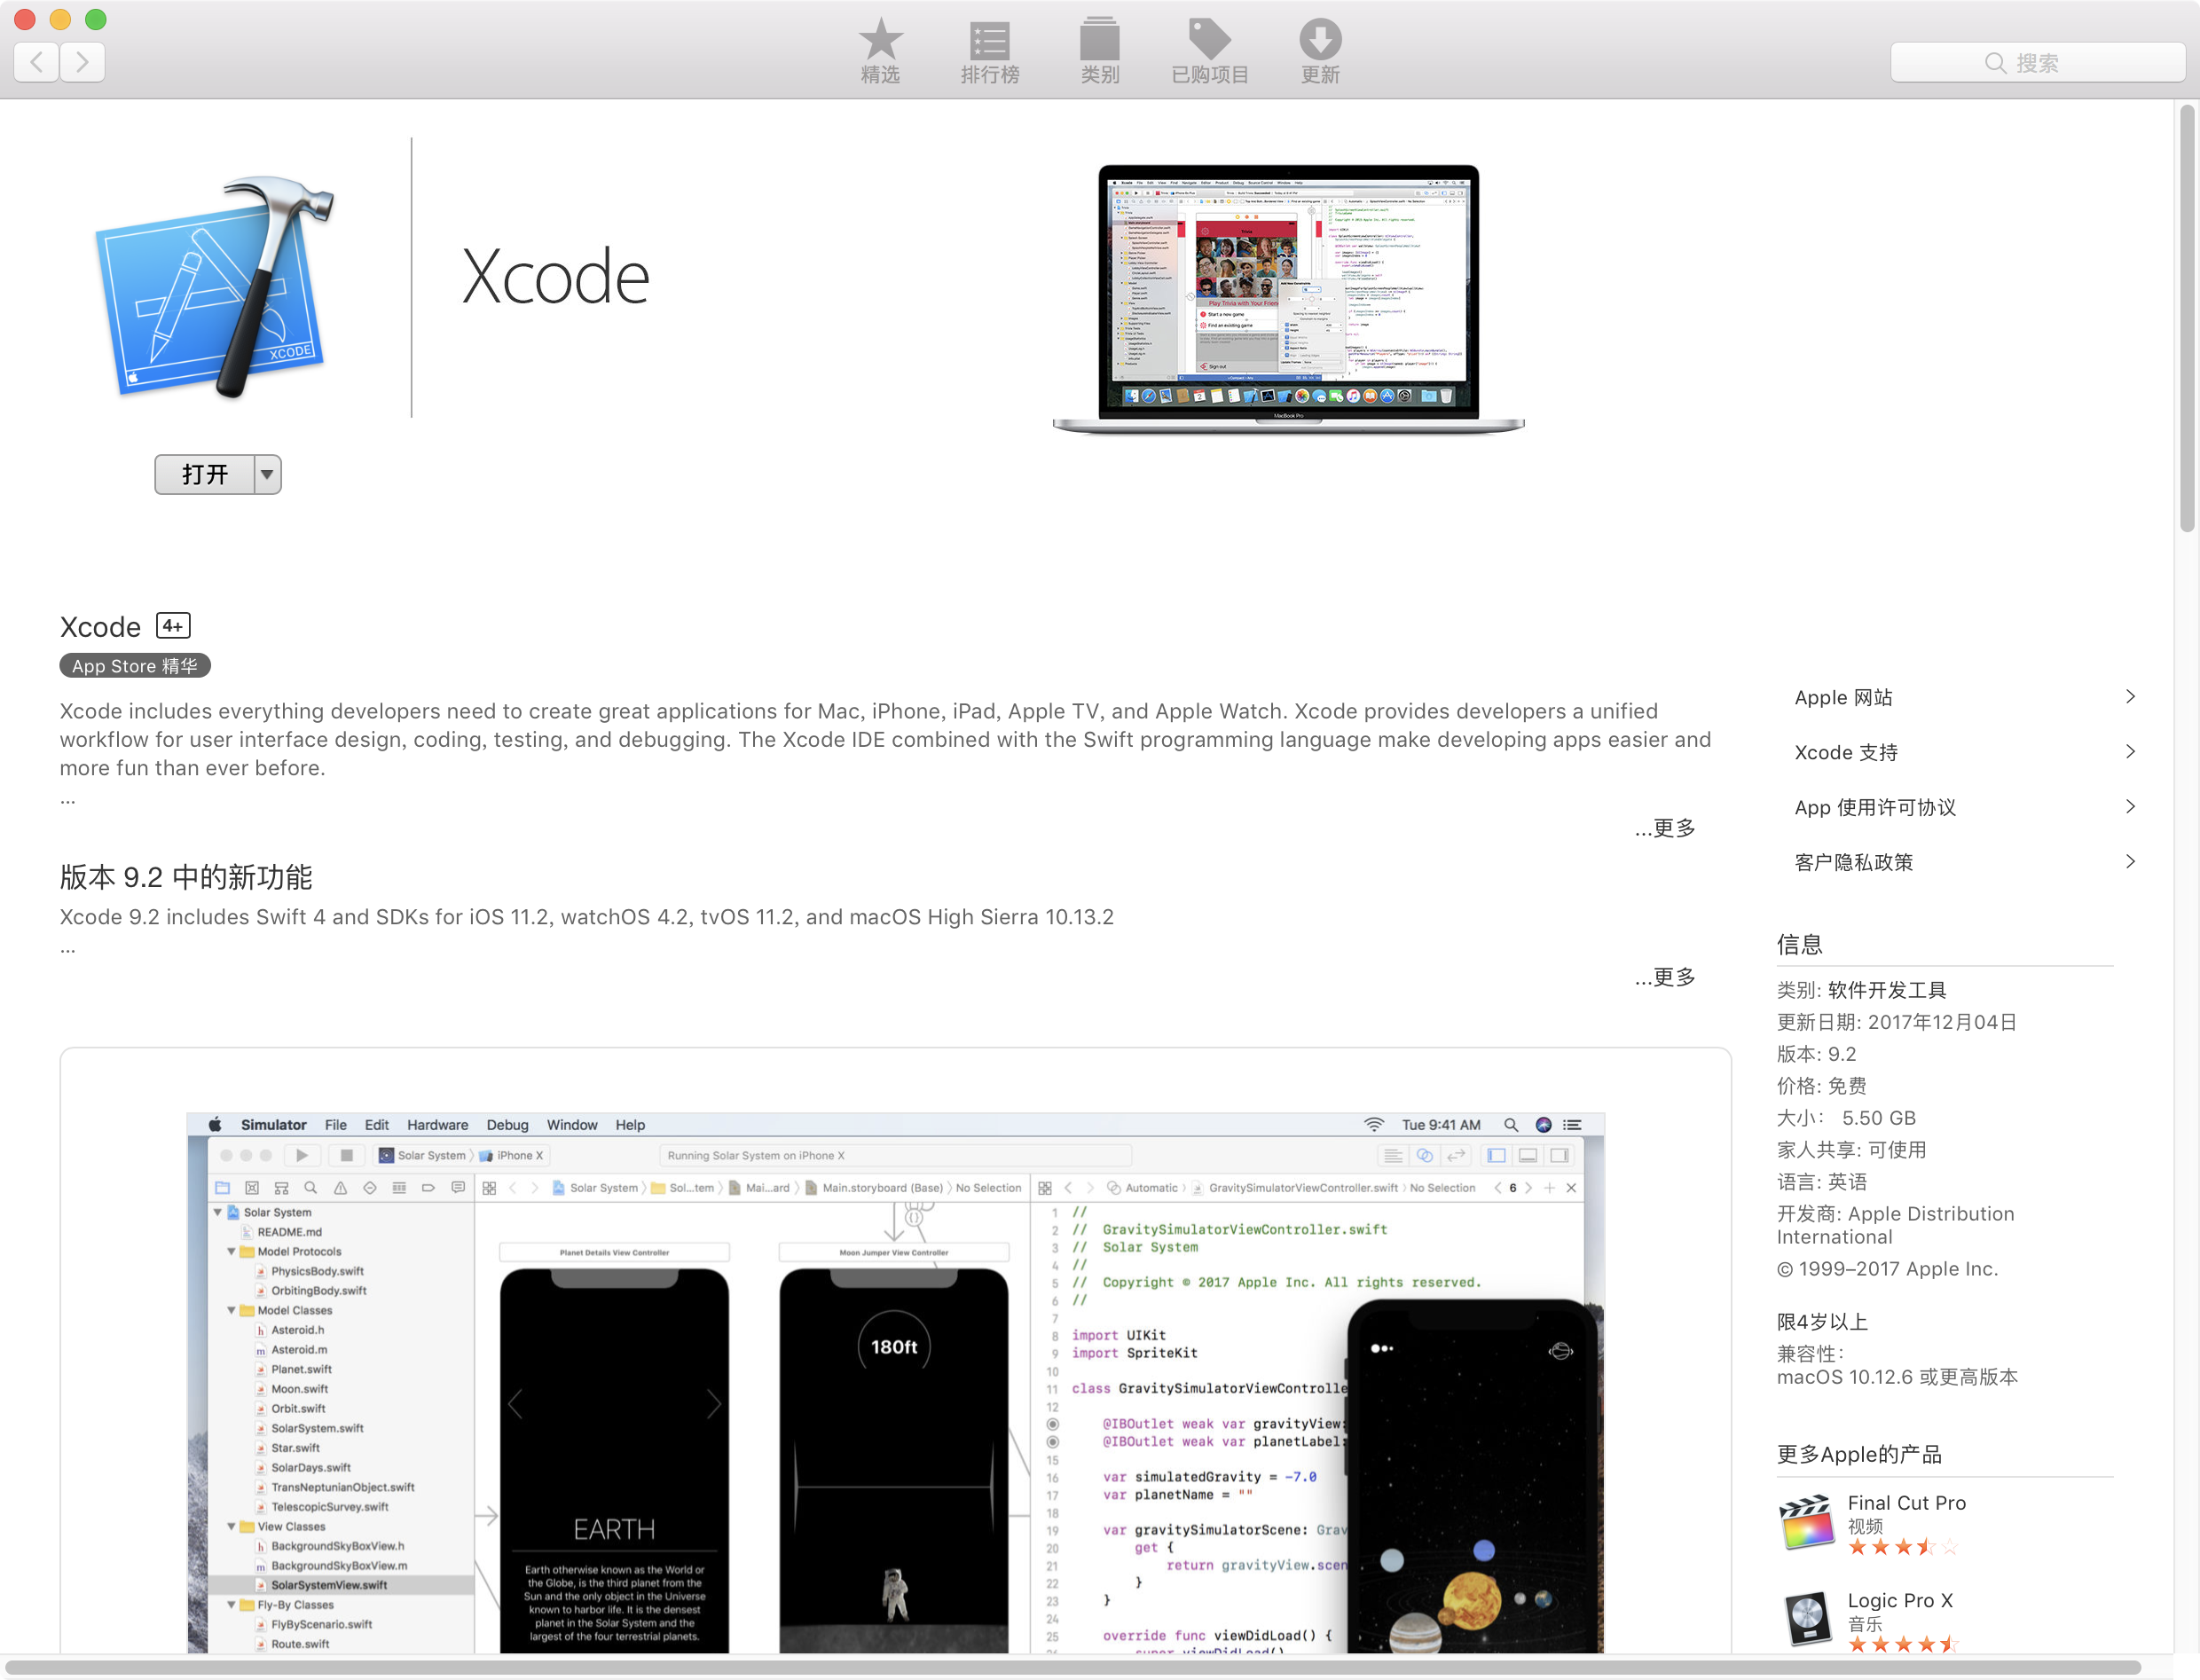 精选
排行榜
类别
已购项目
更新
搜索
XCODE
Xcode
MacBook Pro
打开
Xcode 4+
App Store 精华
Xcode includes everything developers need to create great applications for Mac, iPhone, iPad, Apple TV, and Apple Watch. Xcode provides developers a unified
workflow for user interface design, coding, testing, and debugging. The Xcode IDE combined with the Swift programming language make developing apps easier and
more fun than ever before.
...
...更多
版本 9.2 中的新功能
Xcode 9.2 includes Swift 4 and SDKs for iOS 11.2, watchOS 4.2, tvOS 11.2, and macOS High Sierra 10.13.2
...
...更多
Simulator File Edit Hardware Debug Window Help Tue 9:41 AM
Solar System iPhone X Running Solar System on iPhone X
Solar System Sol...tem Mai...ard Main.storyboard (Base) No Selection
Automatic GravitySimulatorViewController.swift No Selection 6
Solar System
README.md
Model Protocols
PhysicsBody.swift
OrbitingBody.swift
Model Classes
Asteroid.h
Asteroid.m
Planet.swift
Moon.swift
Orbit.swift
SolarSystem.swift
Star.swift
SolarDays.swift
TransNeptunianObject.swift
TelescopicSurvey.swift
View Classes
BackgroundSkyBoxView.h
BackgroundSkyBoxView.m
SolarSystemView.swift
Fly-By Classes
FlyByScenario.swift
Route.swift
Planet Details View Controller
EARTH
Earth otherwise known as the World or
the Globe, is the third planet from the
Sun and the only object in the Universe
known to harbor life. It is the densest
planet in the Solar System and the
largest of the four terrestrial planets.
Moon Jumper View Controller
180ft
1 //
2 // GravitySimulatorViewController.swift
3 // Solar System
4 //
5 // Copyright © 2017 Apple Inc. All rights reserved.
6 //
7
8 import UIKit
9 import SpriteKit
10
11 class GravitySimulatorViewControlle
12
@IBOutlet weak var gravityView:
@IBOutlet weak var planetLabel:
15
16 var simulatedGravity = -7.0
17 var planetName = ""
18
19 var gravitySimulatorScene: Grav
20 get {
21 return gravityView.scen
22 }
23 }
24
25 override func viewDidLoad() {
super.viewDidLoad()
Apple 网站
Xcode 支持
App 使用许可协议
客户隐私政策
信息
类别: 软件开发工具
更新日期: 2017年12月04日
版本: 9.2
价格: 免费
大小: 5.50 GB
家人共享: 可使用
语言: 英语
开发商: Apple Distribution
International
© 1999–2017 Apple Inc.
限4岁以上
兼容性:
macOS 10.12.6 或更高版本
更多Apple的产品
Final Cut Pro
视频
Logic Pro X
音乐